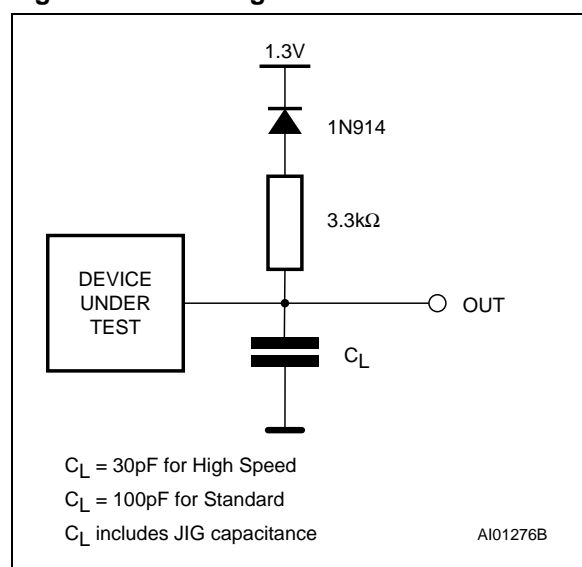 1.3V
1N914
3.3kΩ
DEVICE
UNDER
TEST
OUT
CL
CL = 30pF for High Speed
CL = 100pF for Standard
CL includes JIG capacitance
AI01276B